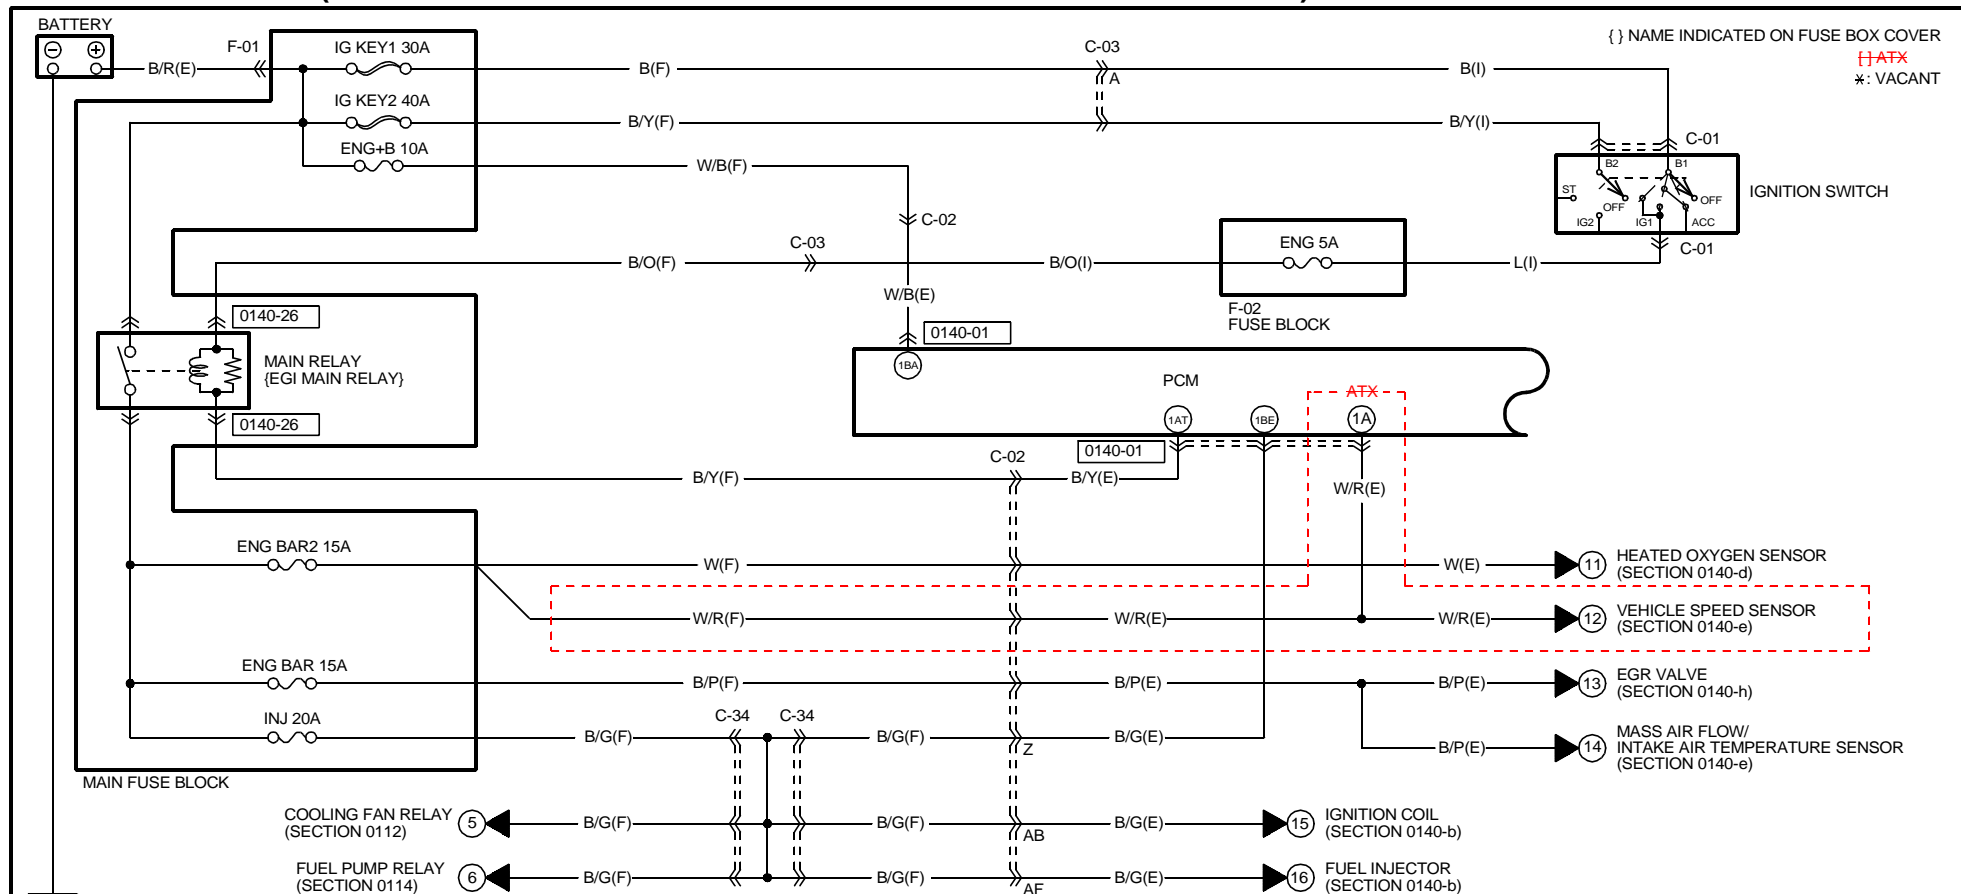 BATTERY
F-01
IG KEY1 30A
B/R(E)
B(F)
C-03
A
B(I)
{ } NAME INDICATED ON FUSE BOX COVER
[ ] ATX
*: VACANT
IG KEY2 40A
B/Y(F)
B/Y(I)
C-01
ENG+B 10A
W/B(F)
B2
B1
ST
OFF
OFF
IG2
IG1
ACC
IGNITION SWITCH
C-02
C-03
ENG 5A
C-01
B/O(F)
B/O(I)
L(I)
W/B(E)
F-02
FUSE BLOCK
0140-26
0140-01
MAIN RELAY
{EGI MAIN RELAY}
1BA
PCM
ATX
0140-26
1AT
1BE
1A
0140-01
C-02
B/Y(F)
B/Y(E)
W/R(E)
ENG BAR2 15A
W(F)
W(E)
11
HEATED OXYGEN SENSOR
(SECTION 0140-d)
W/R(F)
W/R(E)
W/R(E)
12
VEHICLE SPEED SENSOR
(SECTION 0140-e)
ENG BAR 15A
B/P(F)
B/P(E)
B/P(E)
13
EGR VALVE
(SECTION 0140-h)
INJ 20A
C-34
C-34
B/G(F)
B/G(F)
Z
B/G(E)
B/P(E)
14
MASS AIR FLOW/
INTAKE AIR TEMPERATURE SENSOR
(SECTION 0140-e)
MAIN FUSE BLOCK
COOLING FAN RELAY
(SECTION 0112)
5
B/G(F)
B/G(F)
AB
B/G(E)
15
IGNITION COIL
(SECTION 0140-b)
FUEL PUMP RELAY
(SECTION 0114)
6
B/G(F)
B/G(F)
B/G(E)
16
FUEL INJECTOR
(SECTION 0140-b)